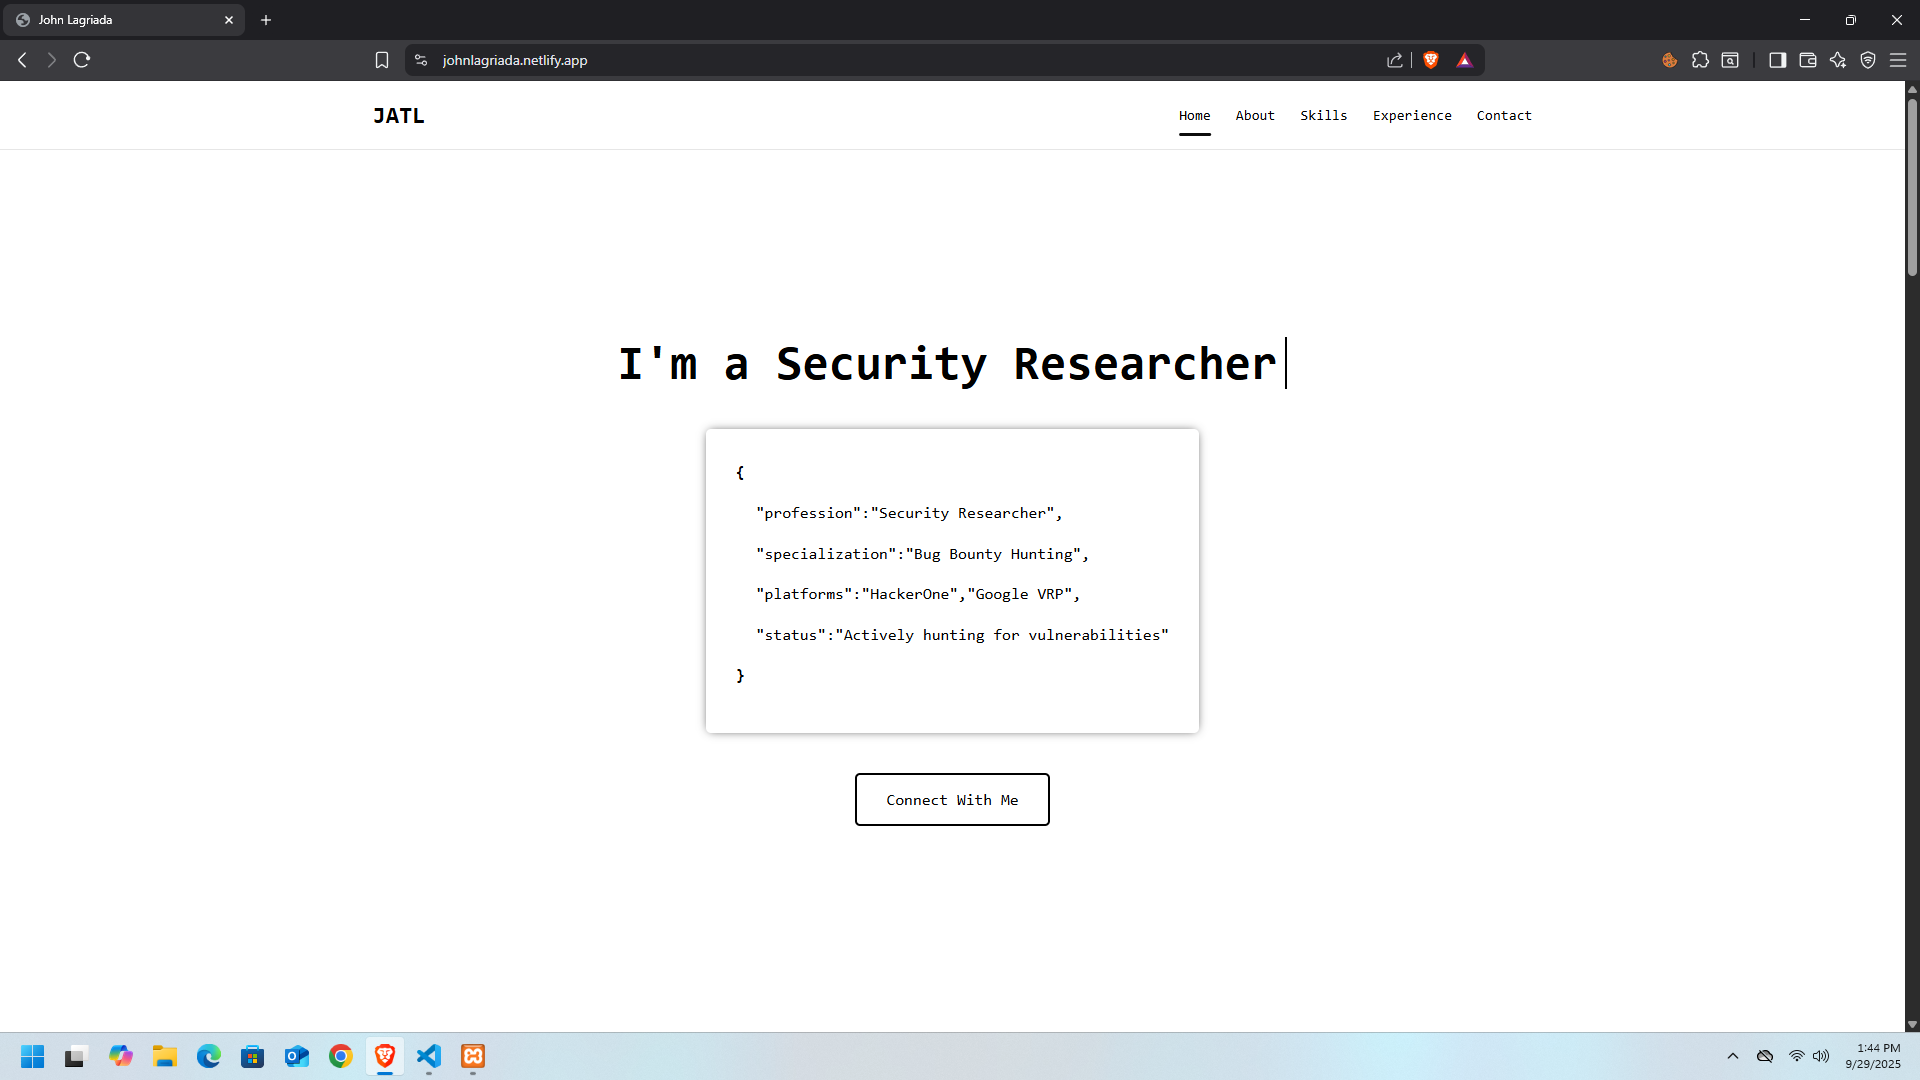 John Lagriada
johnlagriada.netlify.app
JATL
Home About Skills Experience Contact
I'm a Security Researcher
{
"profession":"Security Researcher",
"specialization":"Bug Bounty Hunting",
"platforms":"HackerOne","Google VRP",
"status":"Actively hunting for vulnerabilities"
}
Connect With Me
1:44 PM
9/29/2025